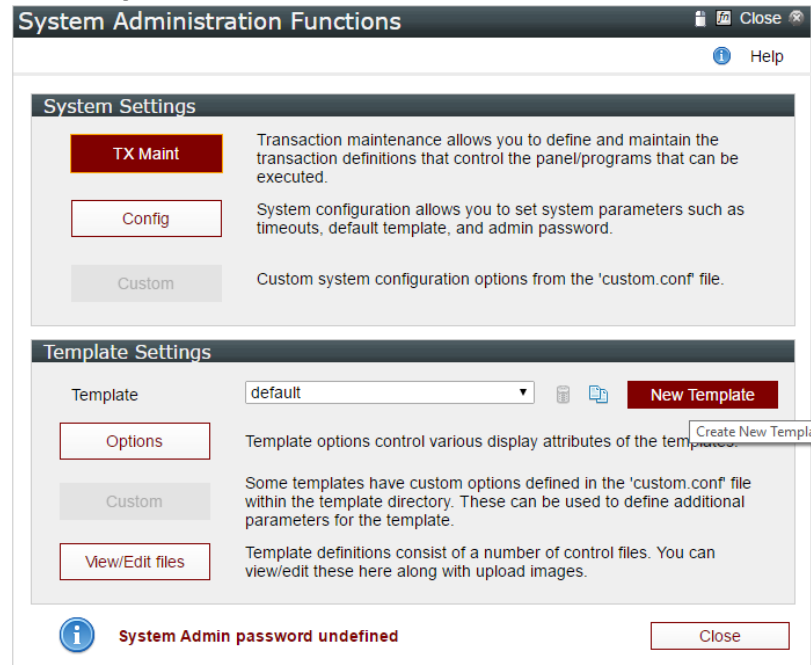 System Administration Functions
fn Close
Help
System Settings
TX Maint
Transaction maintenance allows you to define and maintain the
transaction definitions that control the panel/programs that can be
executed.
Config
System configuration allows you to set system parameters such as
timeouts, default template, and admin password.
Custom
Custom system configuration options from the 'custom.conf' file.
Template Settings
Template
default
New Template
Create New Templa
Options
Template options control various display attributes of the templates.
Custom
Some templates have custom options defined in the 'custom.conf' file
within the template directory. These can be used to define additional
parameters for the template.
View/Edit files
Template definitions consist of a number of control files. You can
view/edit these here along with upload images.
System Admin password undefined
Close